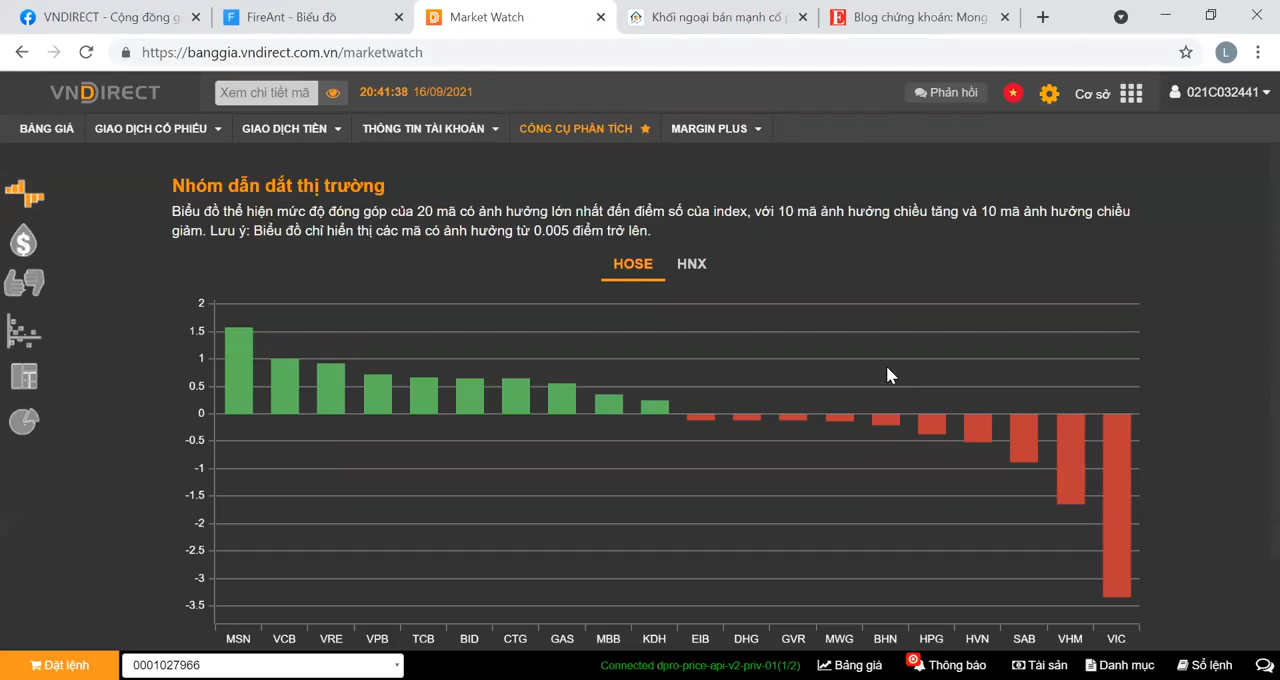 VNDIRECT - Cộng đồng g
FireAnt - Biểu đồ
Market Watch
Khối ngoại bán mạnh cổ p
Blog chứng khoán: Mong
https://banggia.vndirect.com.vn/marketwatch
L
VNDIRECT
Xem chi tiết mã
20:41:38 16/09/2021
Phản hồi
Cơ sở
021C032441
BẢNG GIÁ
GIAO DỊCH CỔ PHIẾU
GIAO DỊCH TIỀN
THÔNG TIN TÀI KHOẢN
CÔNG CỤ PHÂN TÍCH
MARGIN PLUS
Nhóm dẫn dắt thị trường
Biểu đồ thể hiện mức độ đóng góp của 20 mã có ảnh hưởng lớn nhất đến điểm số của index, với 10 mã ảnh hưởng chiều tăng và 10 mã ảnh hưởng chiều
giảm. Lưu ý: Biểu đồ chỉ hiển thị các mã có ảnh hưởng từ 0.005 điểm trở lên.
HOSE HNX
2
1.5
1
0.5
0
-0.5
-1
-1.5
-2
-2.5
-3
-3.5
MSN VCB VRE VPB TCB BID CTG GAS MBB KDH EIB DHG GVR MWG BHN HPG HVN SAB VHM VIC
Đặt lệnh
0001027966
Connected dpro-price-api-v2-priv-01(1/2)
Bảng giá
Thông báo
Tài sản
Danh mục
Sổ lệnh